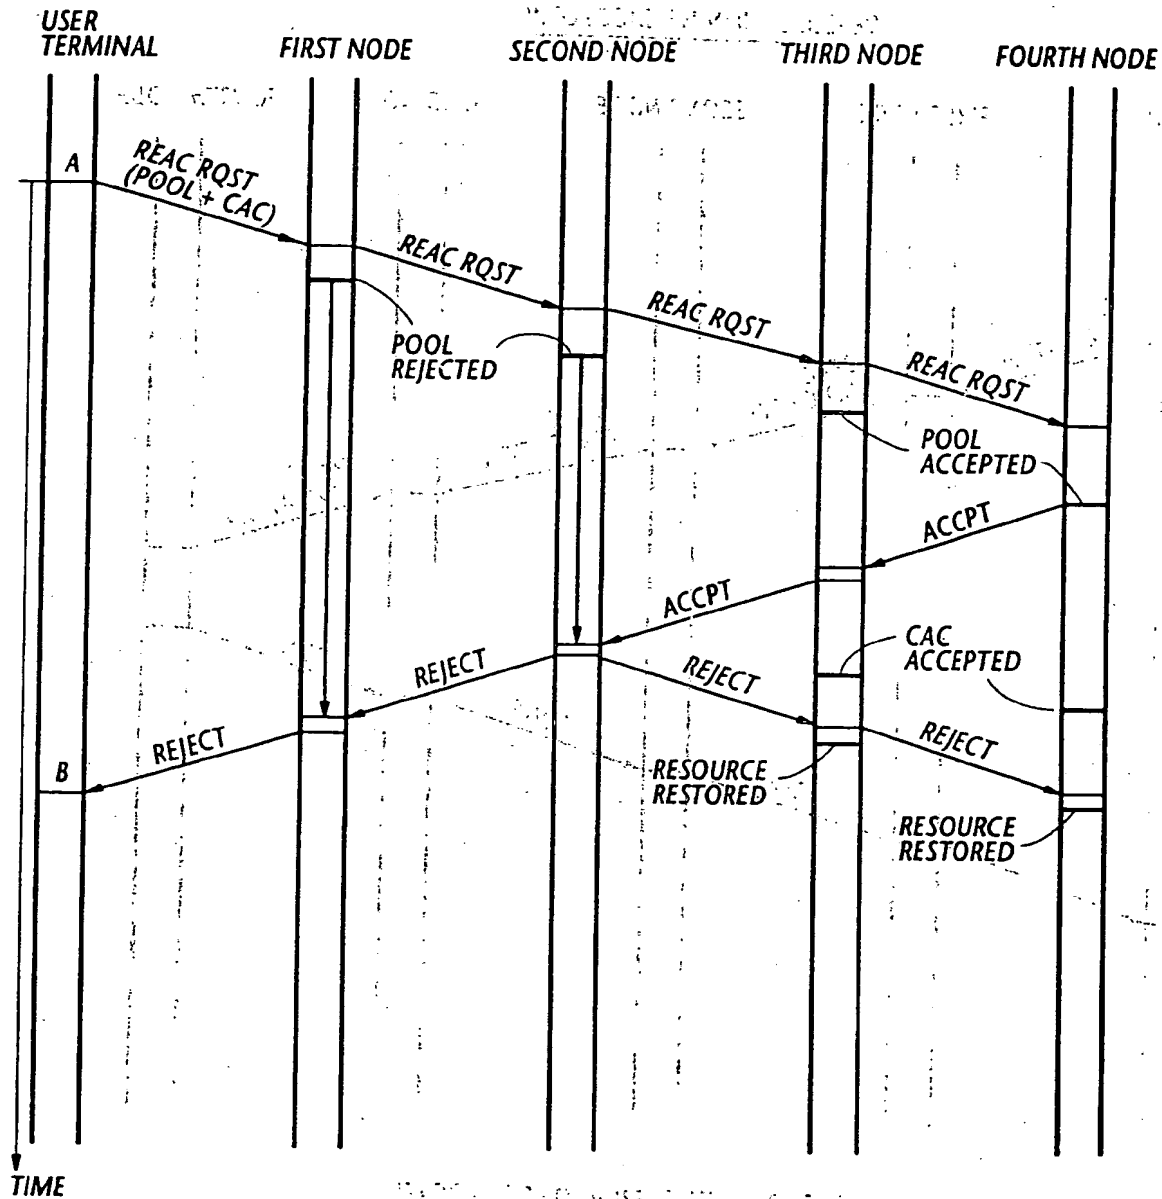 USER
TERMINAL
FIRST NODE
SECOND NODE
THIRD NODE
FOURTH NODE
A
REAC RQST
(POOL + CAC)
REAC RQST
REAC RQST
REAC RQST
POOL
REJECTED
POOL
ACCEPTED
ACCPT
ACCPT
CAC
ACCEPTED
REJECT
REJECT
REJECT
REJECT
B
RESOURCE
RESTORED
RESOURCE
RESTORED
TIME